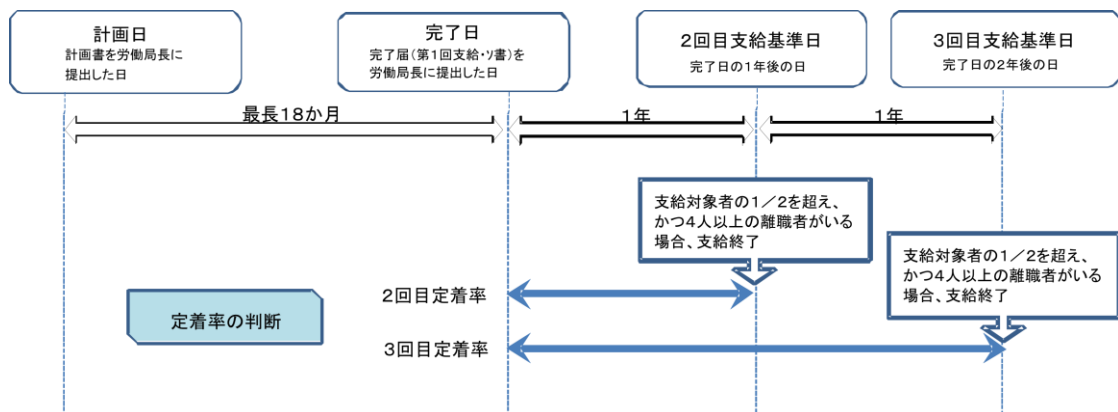 計画日
計画書を労働局長に
提出した日
完了日
完了届(第1回支給・ソ書)を
労働局長に提出した日
2回目支給基準日
完了日の1年後の日
3回目支給基準日
完了日の2年後の日
最長18か月
1年
1年
支給対象者の1/2を超え、
かつ4人以上の離職者がいる
場合、支給終了
支給対象者の1/2を超え、
かつ4人以上の離職者がいる
場合、支給終了
定着率の判断
2回目定着率
3回目定着率